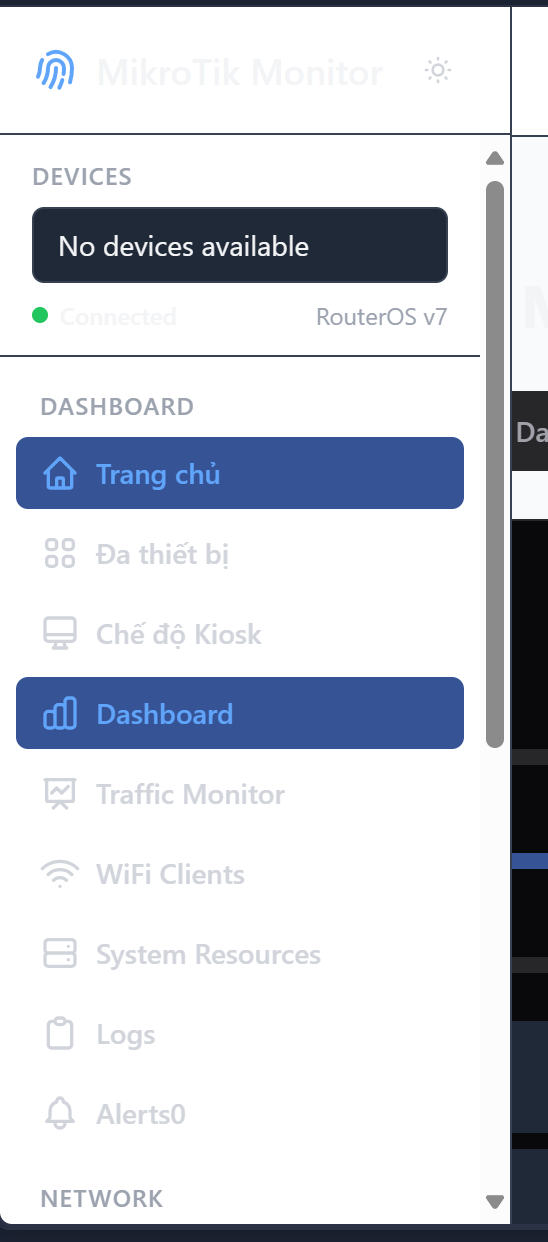 MikroTik Monitor
DEVICES
No devices available
Connected
RouterOS v7
DASHBOARD
Trang chủ
Đa thiết bị
Chế độ Kiosk
Dashboard
Traffic Monitor
WiFi Clients
System Resources
Logs
Alerts0
NETWORK
M
Da